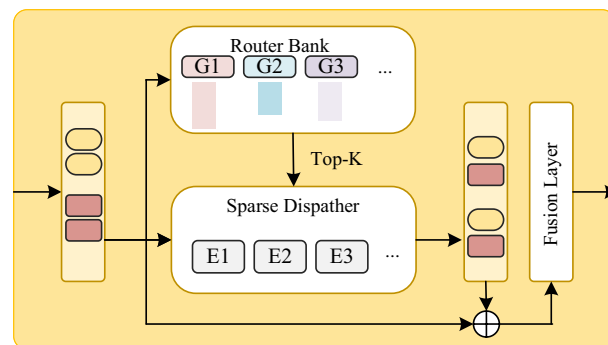 Router Bank
G1 G2 G3 ...
Top-K
Sparse Dispather
E1 E2 E3 ...
Fusion Layer